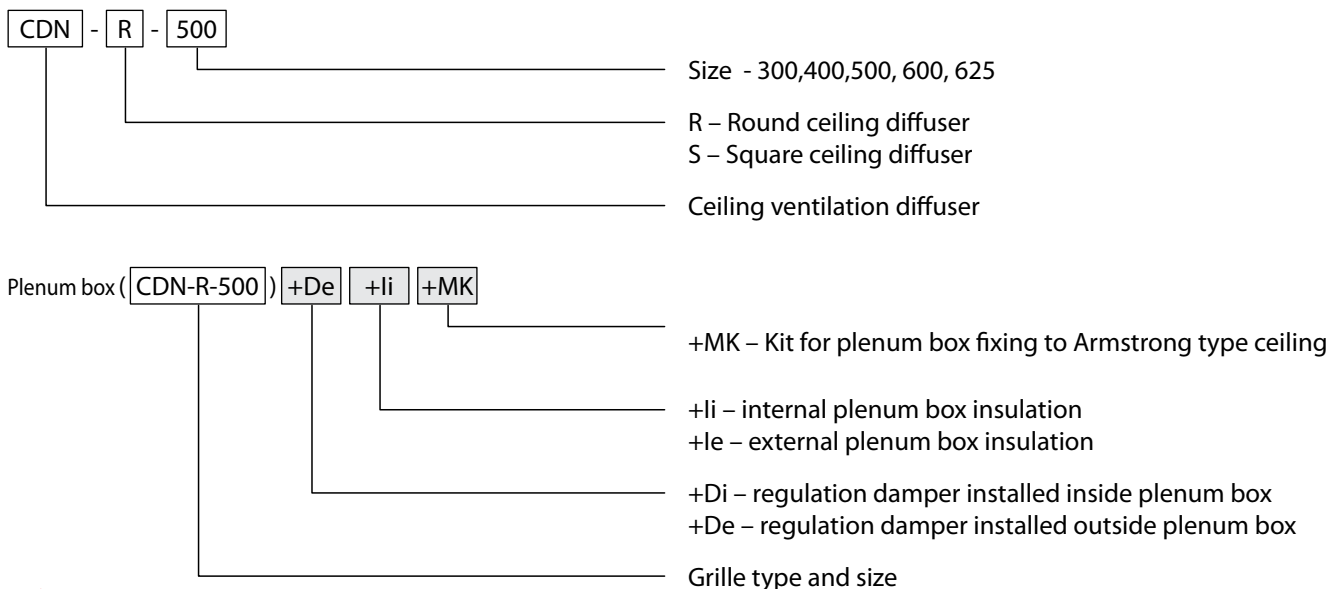 CDN - R - 500
Size - 300,400,500, 600, 625
R – Round ceiling diffuser
S – Square ceiling diffuser
Ceiling ventilation diffuser
Plenum box ( CDN-R-500 ) +De +Ii +MK
+MK – Kit for plenum box fixing to Armstrong type ceiling
+Ii – internal plenum box insulation
+Ie – external plenum box insulation
+Di – regulation damper installed inside plenum box
+De – regulation damper installed outside plenum box
Grille type and size